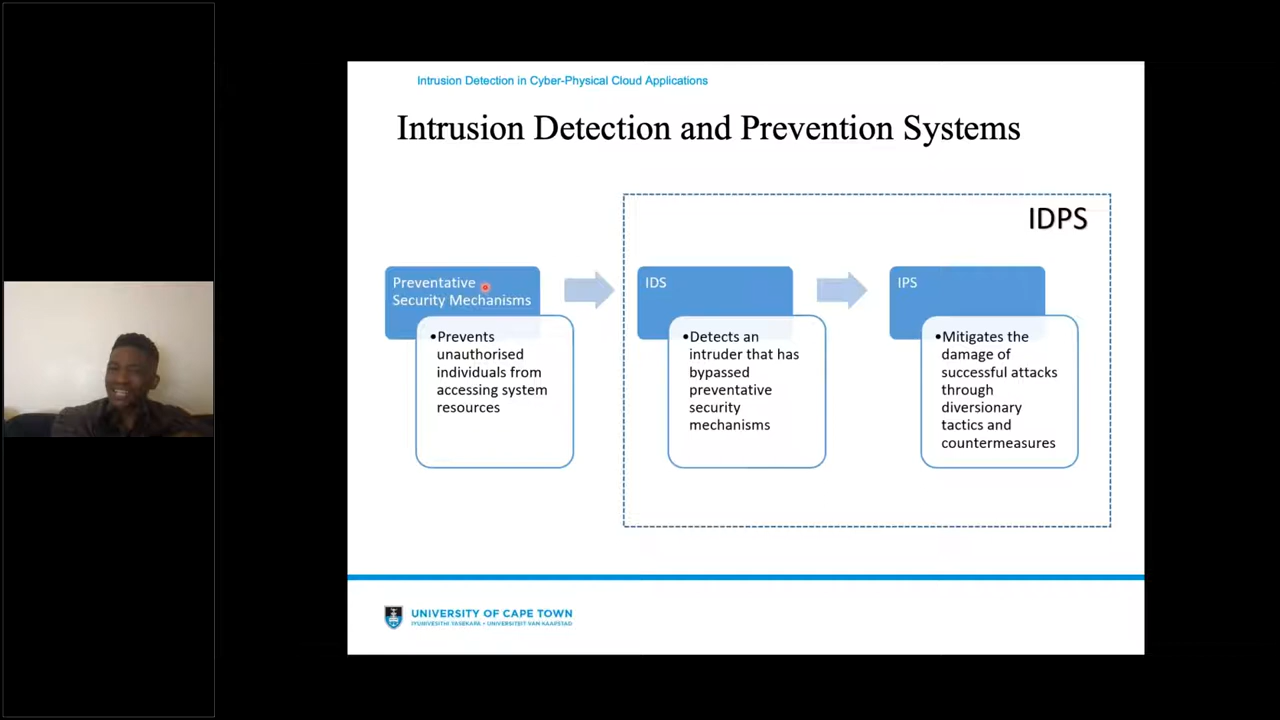 Intrusion Detection in Cyber-Physical Cloud Applications
Intrusion Detection and Prevention Systems
IDPS
Preventative
Security Mechanisms
•Prevents
unauthorised
individuals from
accessing system
resources
IDS
•Detects an
intruder that has
bypassed
preventative
security
mechanisms
IPS
•Mitigates the
damage of
successful attacks
through
diversionary
tactics and
countermeasures
UNIVERSITY OF CAPE TOWN
IYUNIVESITHI YASEKAPA • UNIVERSITEIT VAN KAAPSTAD